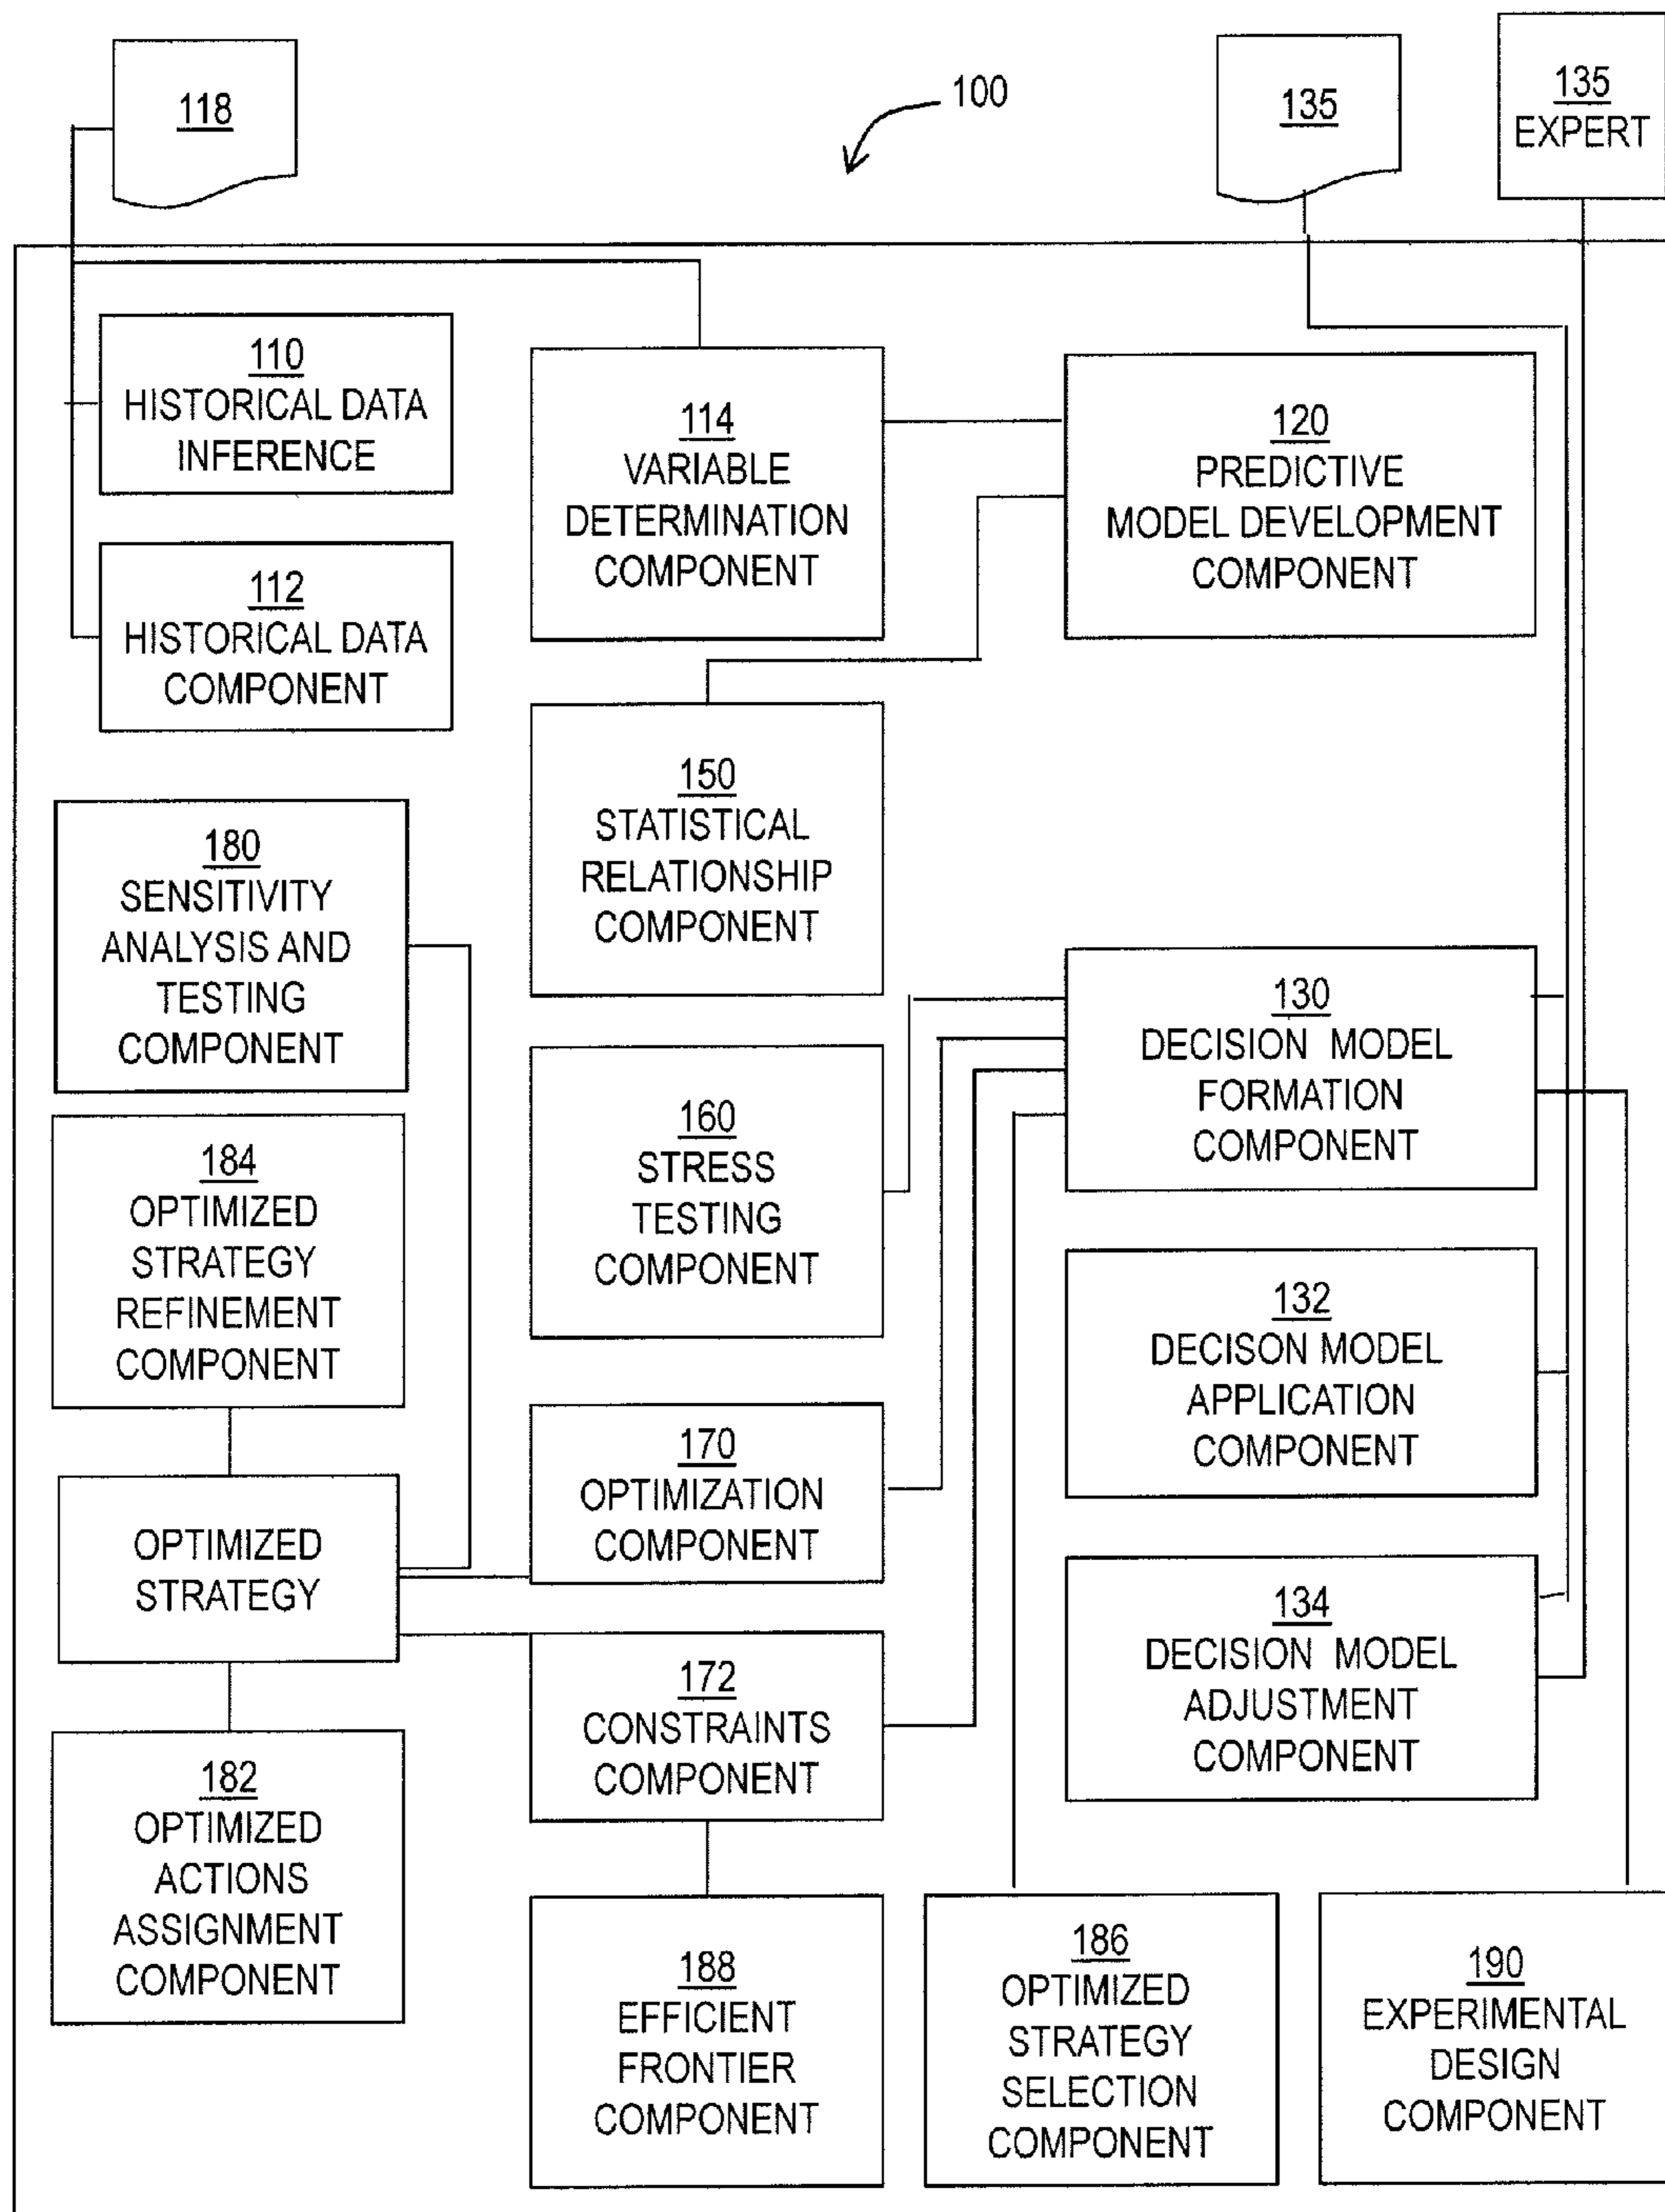 118
100
135
135
EXPERT
110
HISTORICAL DATA
INFERENCE
112
HISTORICAL DATA
COMPONENT
114
VARIABLE
DETERMINATION
COMPONENT
120
PREDICTIVE
MODEL DEVELOPMENT
COMPONENT
150
STATISTICAL
RELATIONSHIP
COMPONENT
180
SENSITIVITY
ANALYSIS AND
TESTING
COMPONENT
130
DECISION MODEL
FORMATION
COMPONENT
160
STRESS
TESTING
COMPONENT
184
OPTIMIZED
STRATEGY
REFINEMENT
COMPONENT
132
DECISON MODEL
APPLICATION
COMPONENT
170
OPTIMIZATION
COMPONENT
OPTIMIZED
STRATEGY
134
DECISION MODEL
ADJUSTMENT
COMPONENT
172
CONSTRAINTS
COMPONENT
182
OPTIMIZED
ACTIONS
ASSIGNMENT
COMPONENT
188
EFFICIENT
FRONTIER
COMPONENT
186
OPTIMIZED
STRATEGY
SELECTION
COMPONENT
190
EXPERIMENTAL
DESIGN
COMPONENT